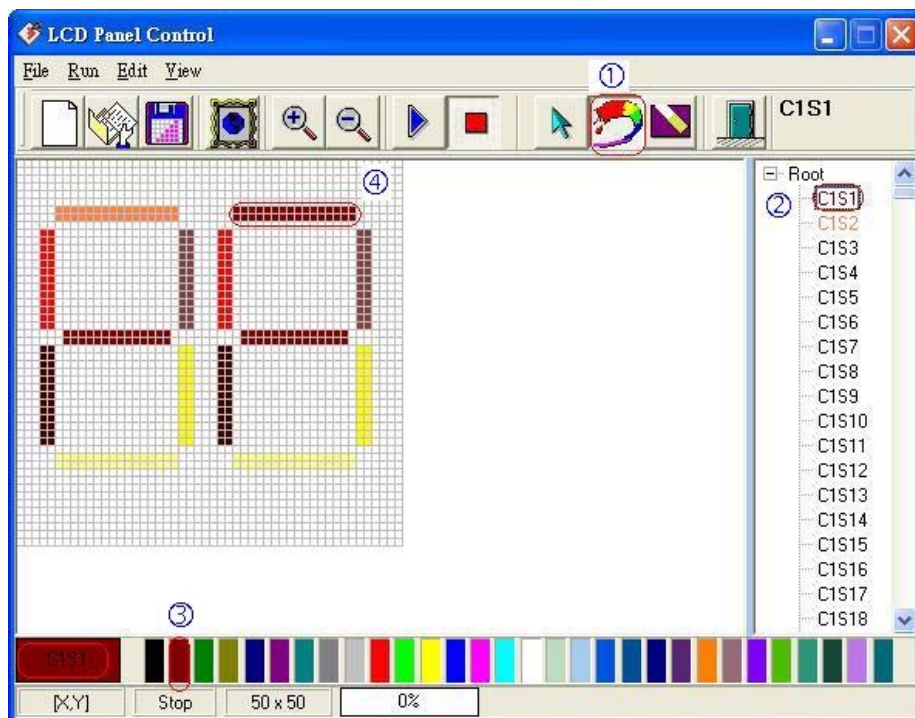 LCD Panel Control
File Run Edit View
①
C1S1
④
Root
②
C1S1
C1S2
C1S3
C1S4
C1S5
C1S6
C1S7
C1S8
C1S9
C1S10
C1S11
C1S12
C1S13
C1S14
C1S15
C1S16
C1S17
C1S18
③
C1S1
[X,Y] Stop 50 x 50 0%